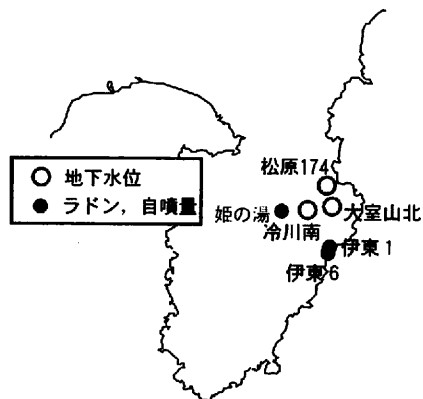 松原174
地下水位
ラドン，自噴量
姫の湯
大室山北
冷川南
伊東1
伊東6